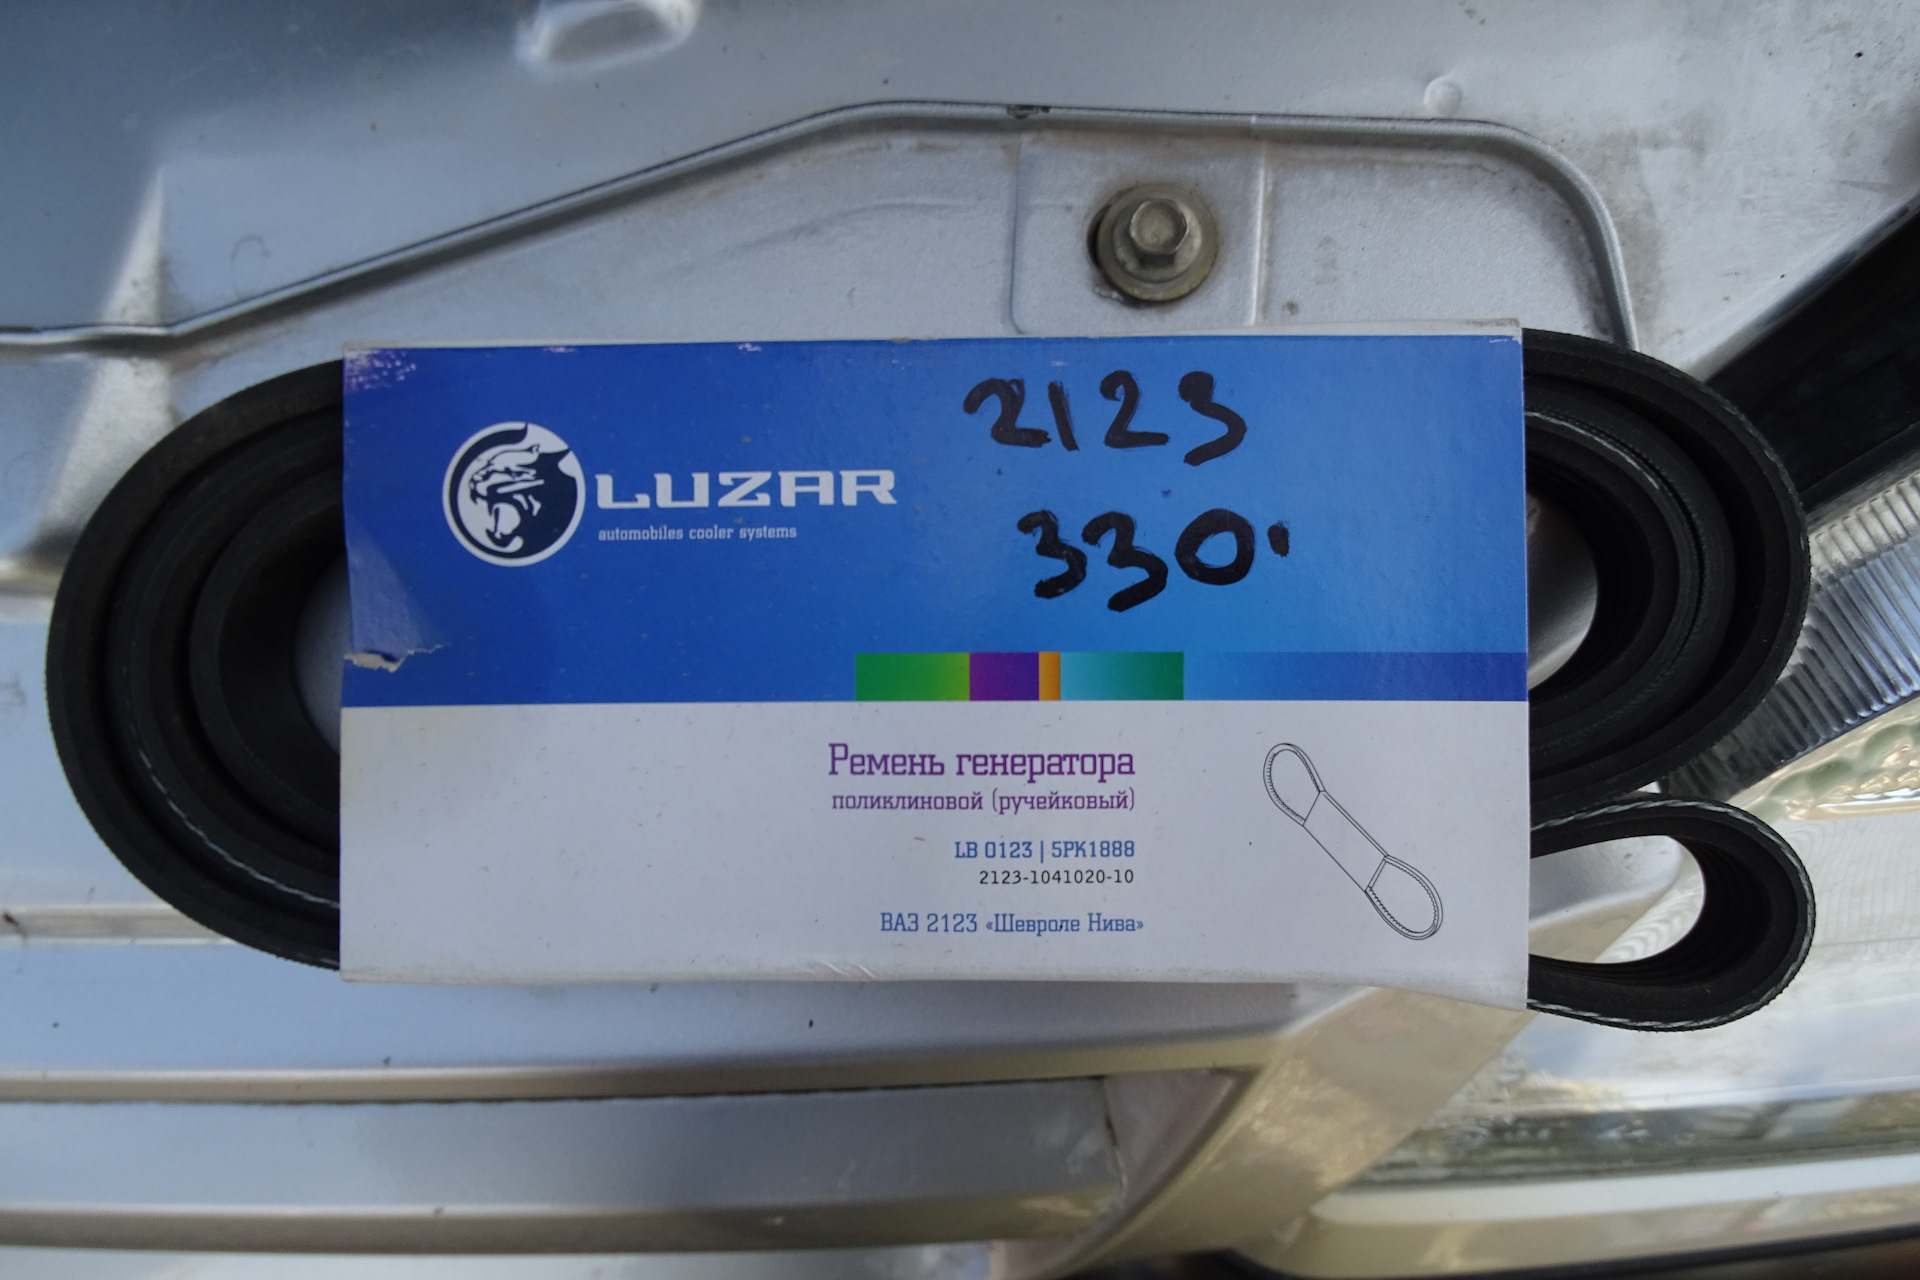 2123
LUZAR
automobiles cooler systems
330.
Ремень генератора
поликлиновой (ручейковый)
LB 0123 | 5PK1888
2123-1041020-10
ВАЗ 2123 «Шевроле Нива»